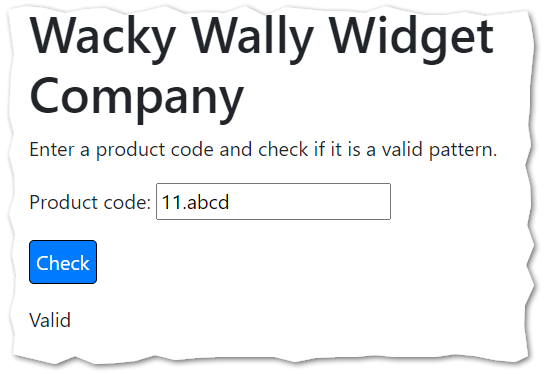 Wacky Wally Widget
Company
Enter a product code and check if it is a valid pattern.
Product code: 11.abcd
Check
Valid